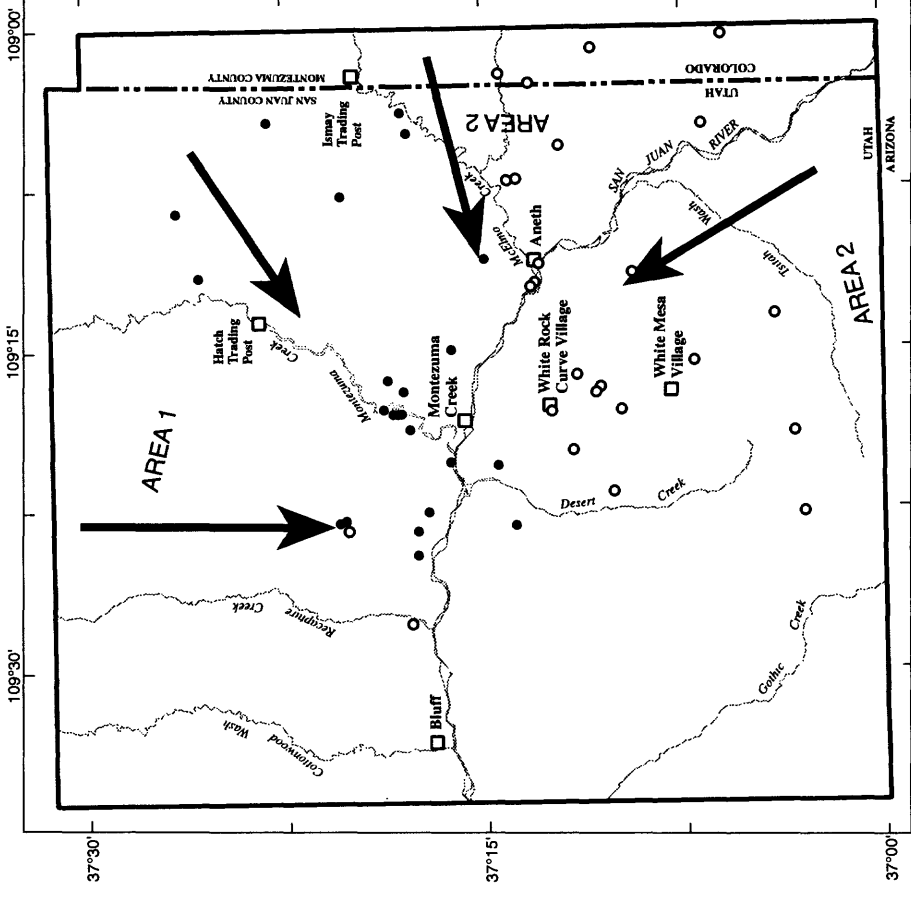 109°00'
MONTEZUMA COUNTY
SAN JUAN COUNTY
COLORADO
UTAH
Ismay
Trading
Post
AREA 2
SAN
JUAN
RIVER
UTAH
ARIZONA
McElmo
Creek
Aneth
Wash
Tsitah
AREA 2
109°15'
Hatch
Trading
Post
Montezuma
Creek
Montezuma
Creek
White Rock
Curve Village
White Mesa
Village
AREA 1
Desert
Creek
Recapture
Creek
109°30'
Bluff
Cottonwood
Wash
Gothic
Creek
37°30'
37°15'
37°00'